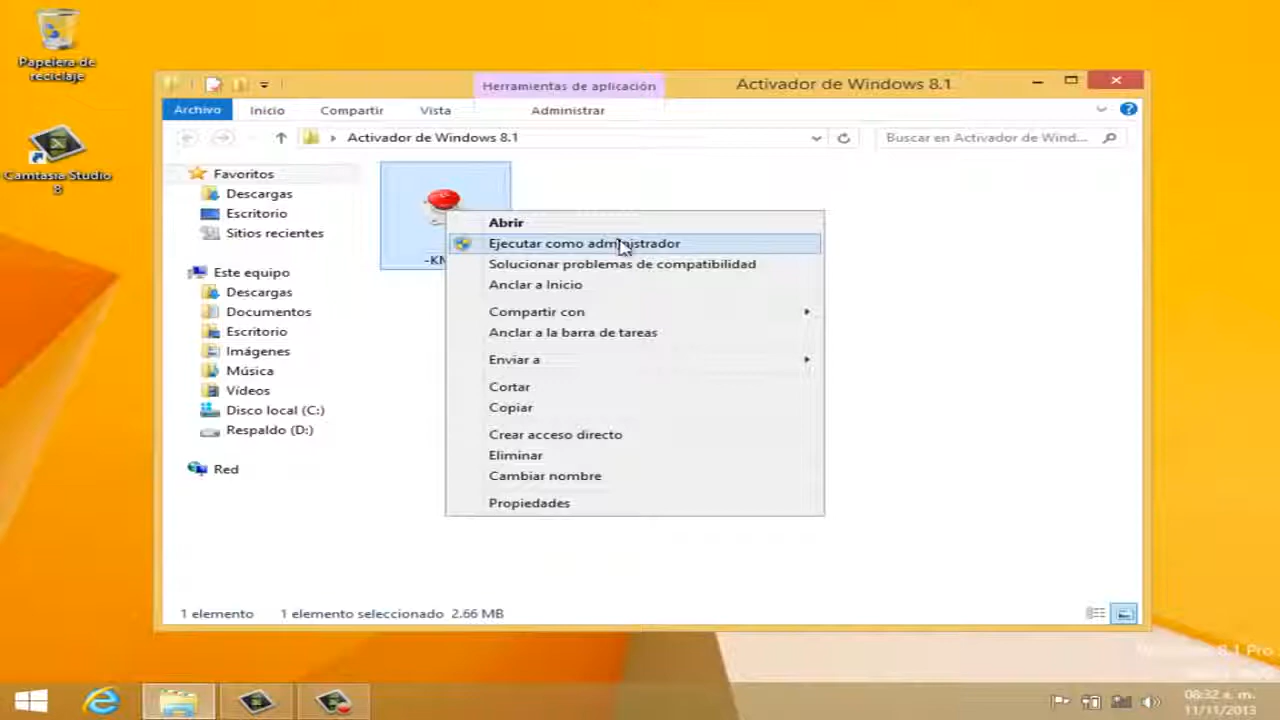 Papelera de
reciclaje
Camtasia Studio
8
Herramientas de aplicación
Activador de Windows 8.1
Archivo
Inicio
Compartir
Vista
Administrar
Activador de Windows 8.1
Buscar en Activador de Wind...
Favoritos
Descargas
Escritorio
Sitios recientes
Este equipo
Descargas
Documentos
Escritorio
Imágenes
Música
Vídeos
Disco local (C:)
Respaldo (D:)
Red
Abrir
Ejecutar como administrador
Solucionar problemas de compatibilidad
Anclar a Inicio
Compartir con
Anclar a la barra de tareas
Enviar a
Cortar
Copiar
Crear acceso directo
Eliminar
Cambiar nombre
Propiedades
1 elemento
1 elemento seleccionado 2.66 MB
8.1 Pro
08:32 a. m.
11/11/2013